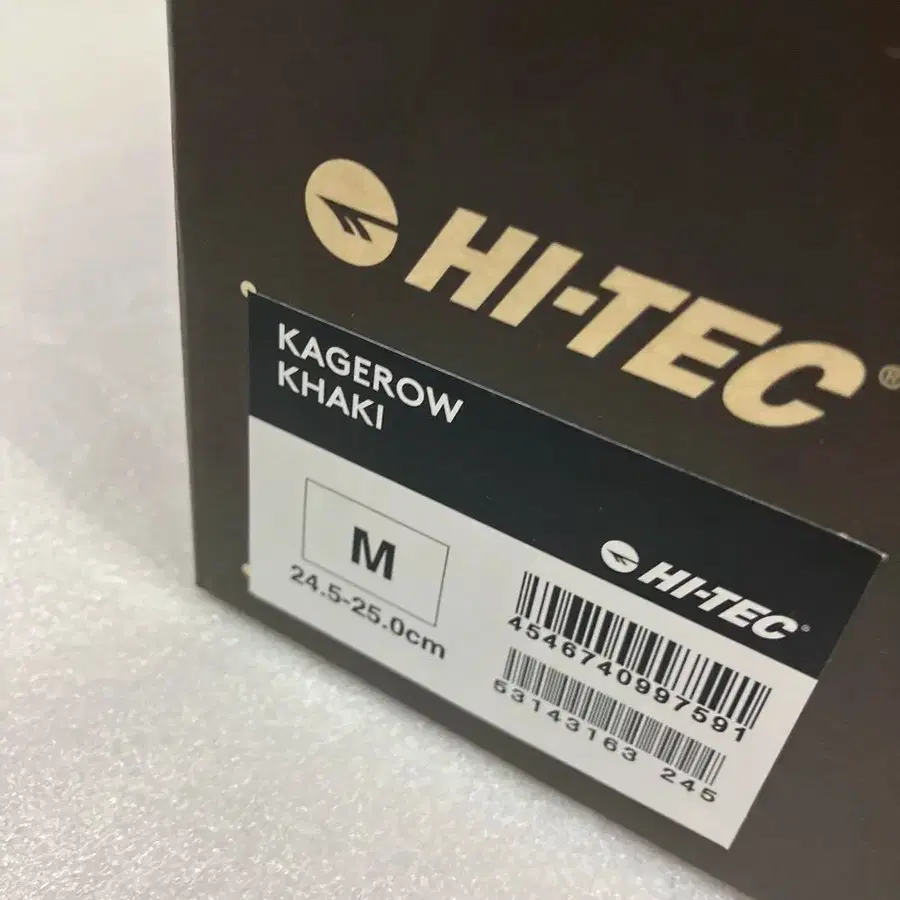 HI-TEC®
KAGEROW
KHAKI
M
24.5-25.0cm
HI-TEC®
4546740997591
53143163 245